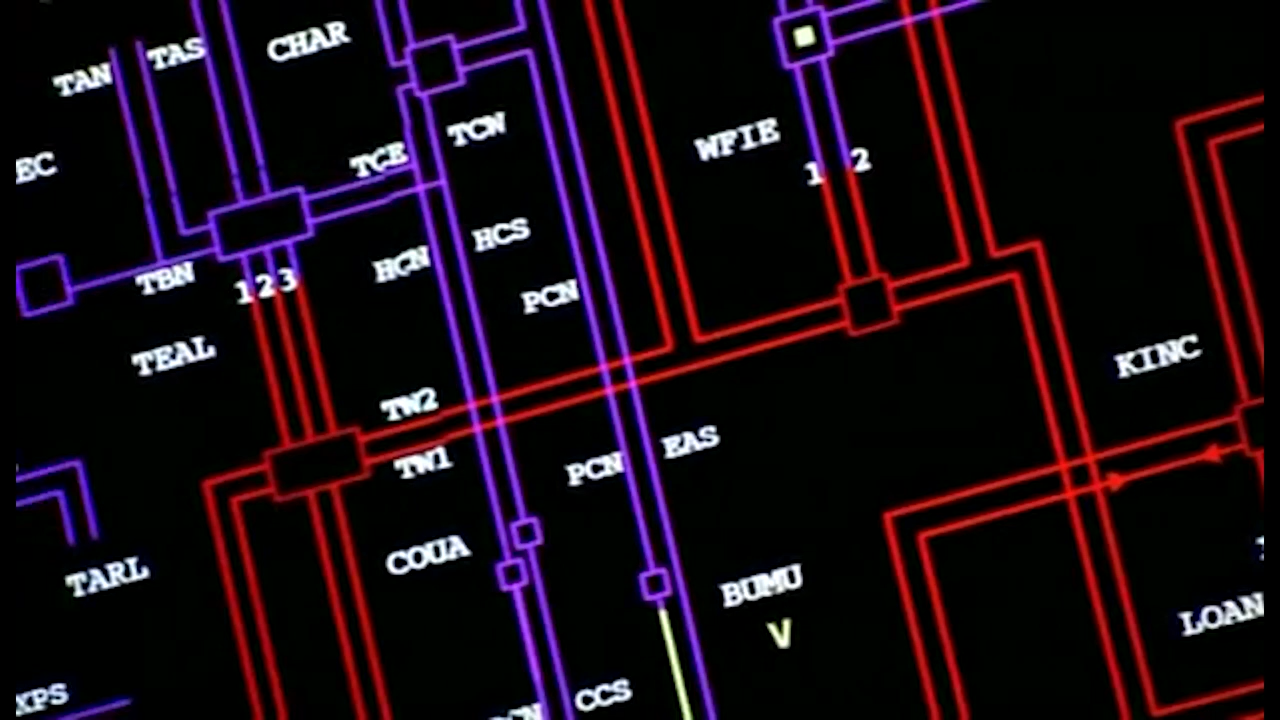 CHAR
TAS
TAN
EC
TCN
TCE
WFIE
1 2
HCS
HCN
PCN
TBN
1 2 3
TEAL
KINC
TW2
TW1
EAS
PCN
COUA
TARL
BUMU
V
LOAN
CCS
XPS